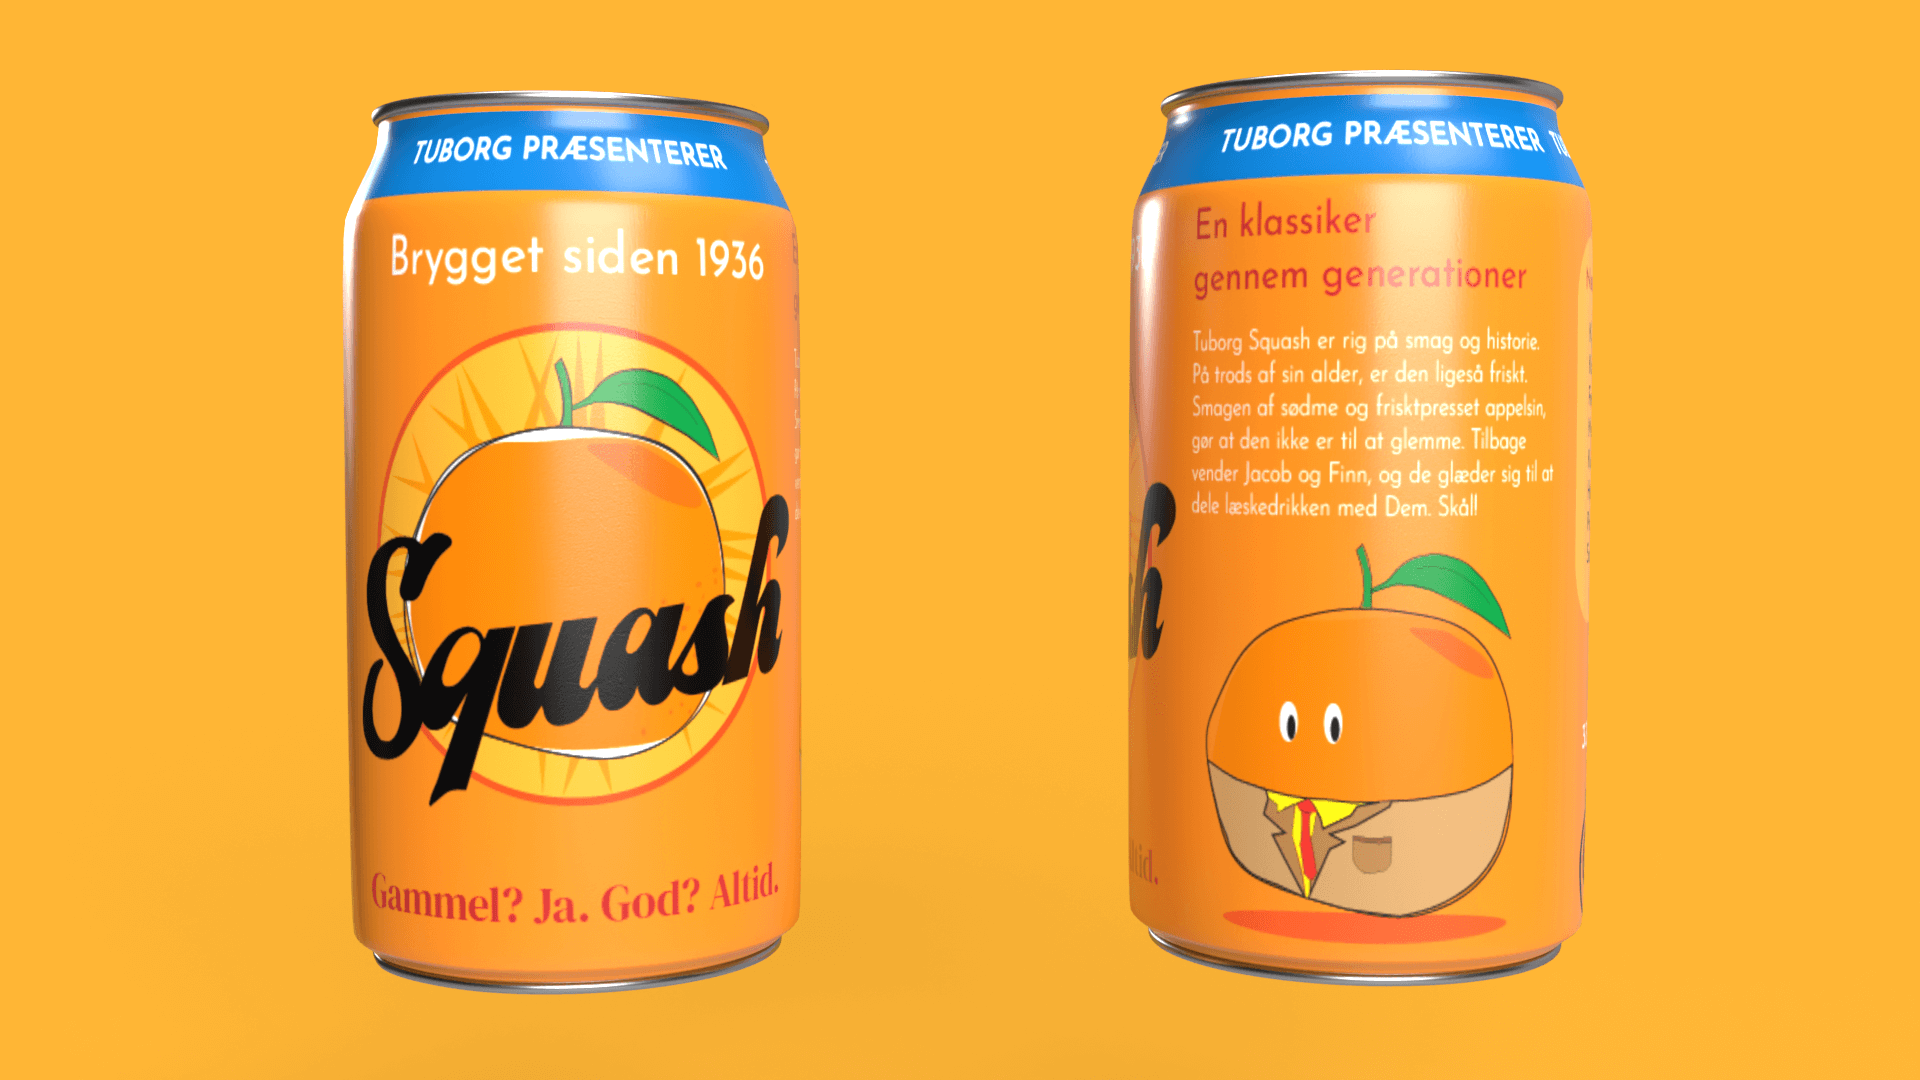 TUBORG PRÆSENTERER
Brygget siden 1936
Squash
Gammel? Ja. God? Altid.
TUBORG PRÆSENTERER
En klassiker
gennem generationer
Tuborg Squash er rig på smag og historie.
På trods af sin alder, er den ligeså friskt.
Smagen af sødme og frisktpresset appelsin,
gør at den ikke er til at glemme. Tilbage
vender Jacob og Finn, og de glæder sig til at
dele læskedrikken med Dem. Skål!